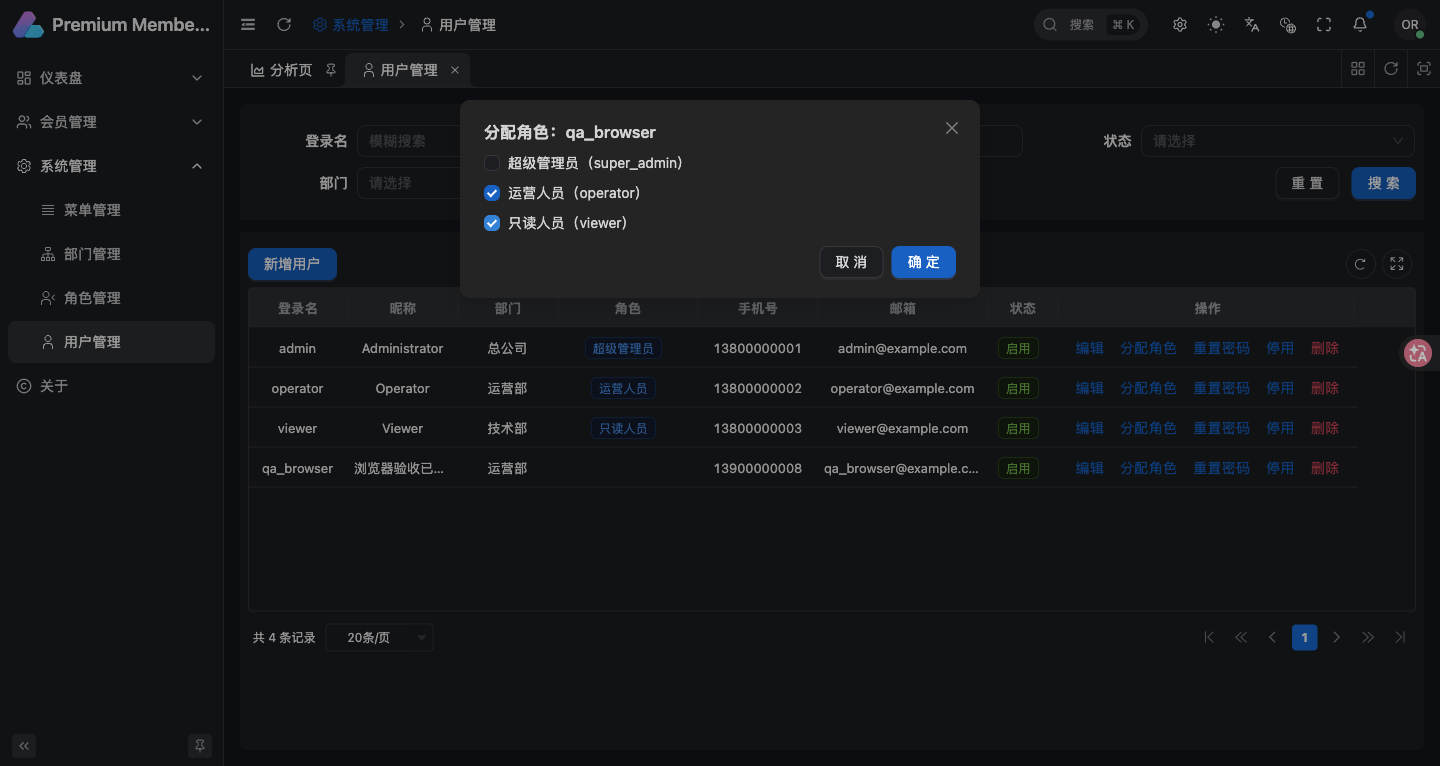 Premium Membe...
系统管理
用户管理
搜索
⌘ K
OR
仪表盘
会员管理
系统管理
菜单管理
部门管理
角色管理
用户管理
关于
分析页
用户管理
登录名
模糊搜索
状态
请选择
部门
请选择
重 置
搜 索
分配角色：qa_browser
超级管理员（super_admin）
运营人员（operator）
只读人员（viewer）
取 消
确 定
新增用户
登录名 昵称 部门 角色 手机号 邮箱 状态 操作
admin Administrator 总公司 超级管理员 13800000001 admin@example.com 启用 编辑 分配角色 重置密码 停用 删除
operator Operator 运营部 运营人员 13800000002 operator@example.com 启用 编辑 分配角色 重置密码 停用 删除
viewer Viewer 技术部 只读人员 13800000003 viewer@example.com 启用 编辑 分配角色 重置密码 停用 删除
qa_browser 浏览器验收已... 运营部 13900000008 qa_browser@example.c... 启用 编辑 分配角色 重置密码 停用 删除
共 4 条记录
20条/页
1